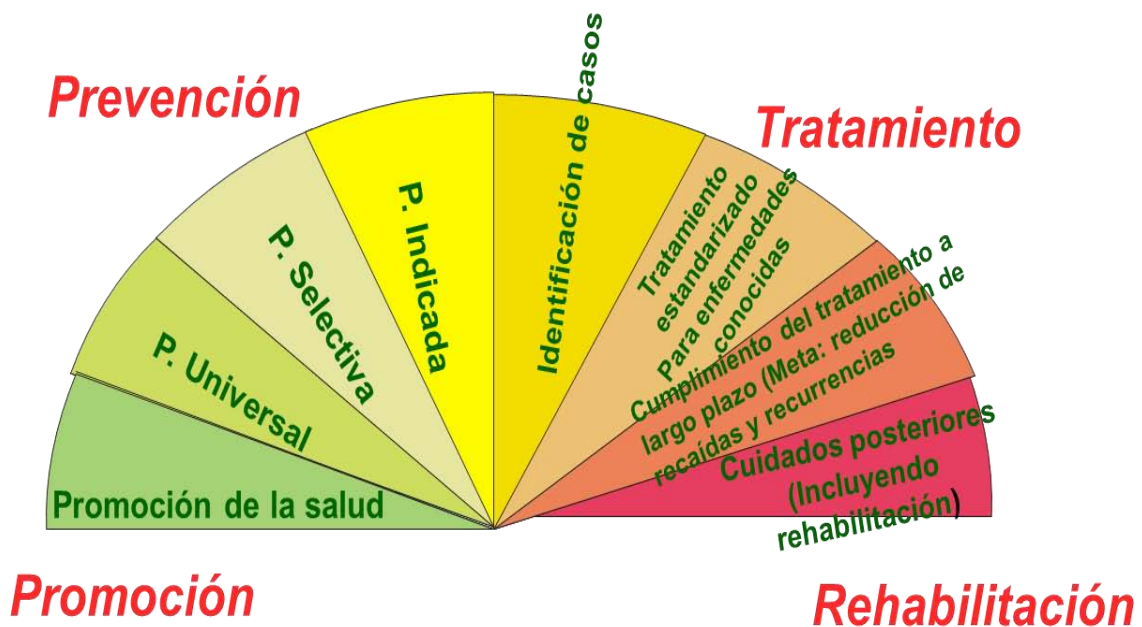 Prevención
Tratamiento
Promoción de la salud
P. Universal
P. Selectiva
P. Indicada
Identificación de casos
Tratamiento
estandarizado
Para enfermedades
conocidas
Cumplimiento del tratamiento a
largo plazo (Meta: reducción de
recaídas y recurrencias
Cuidados posteriores
(Incluyendo
rehabilitación)
Promoción
Rehabilitación